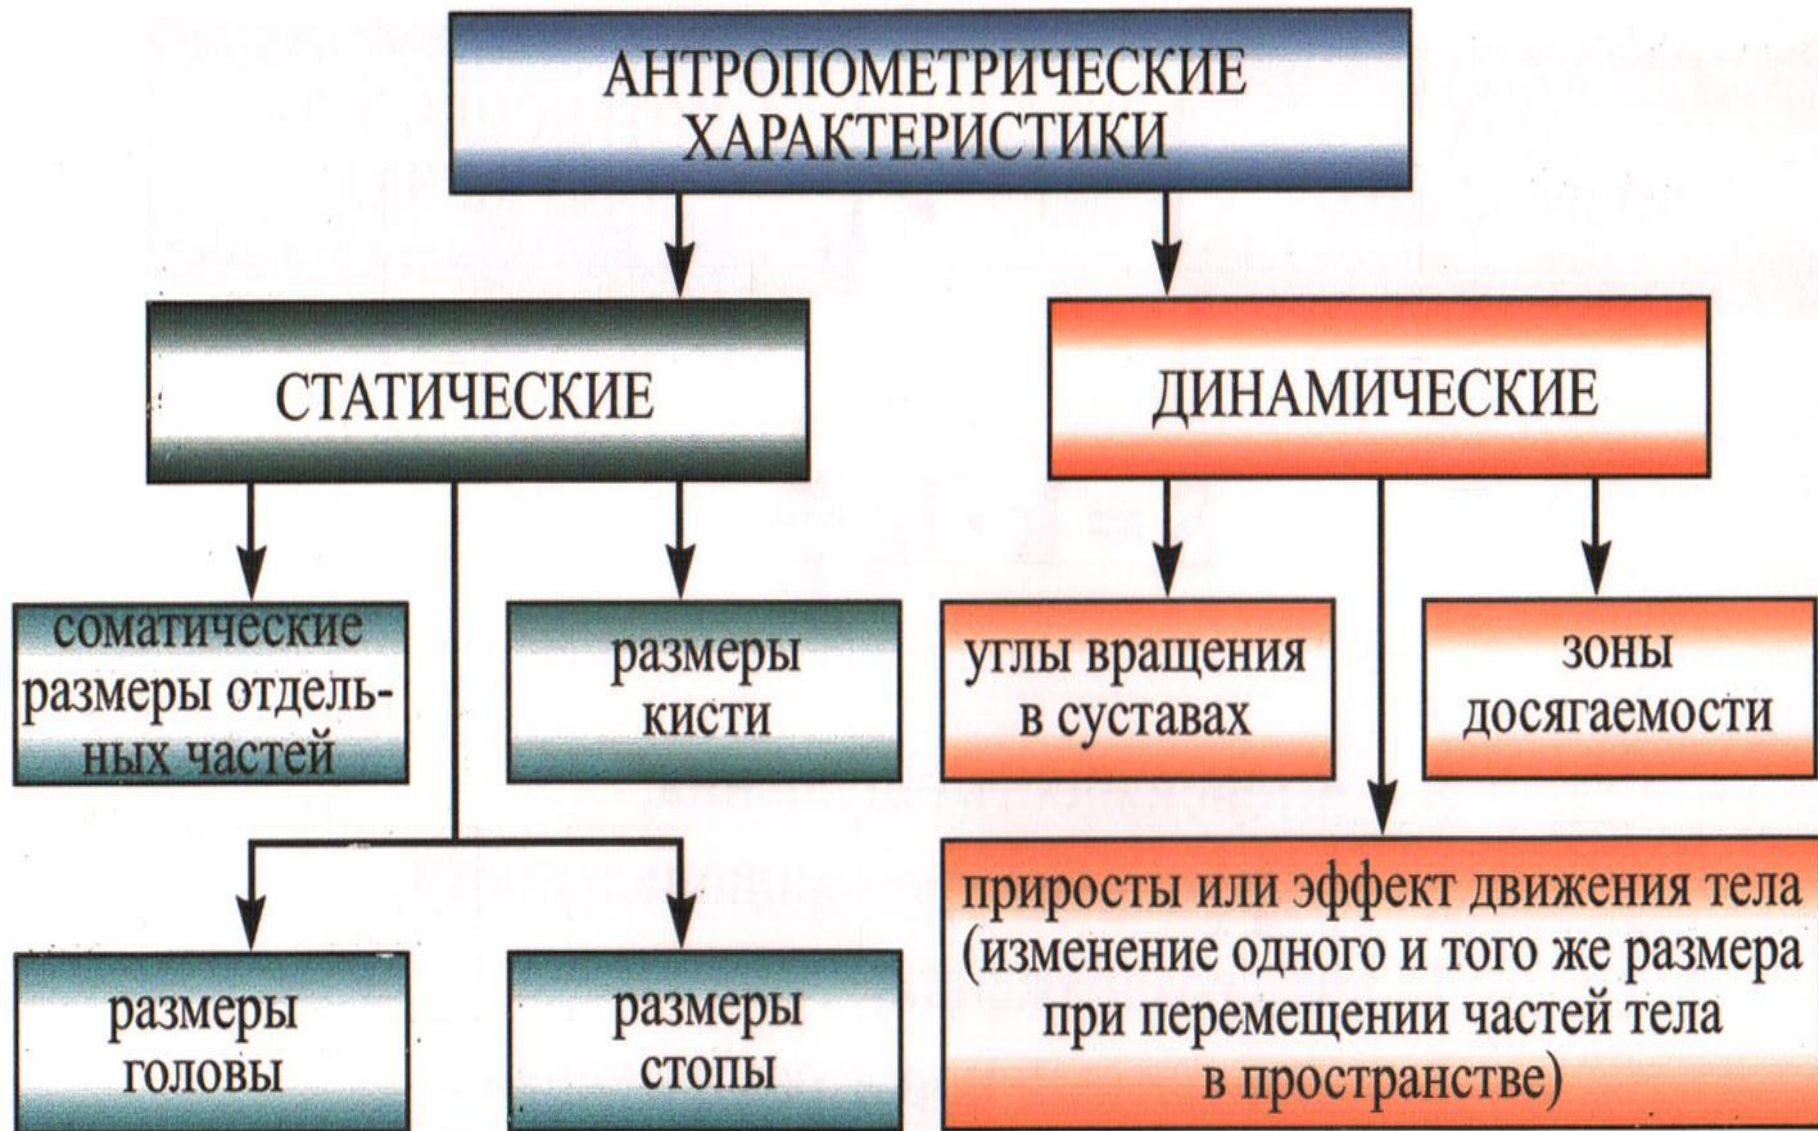 АНТРОПОМЕТРИЧЕСКИЕ
ХАРАКТЕРИСТИКИ
СТАТИЧЕСКИЕ
ДИНАМИЧЕСКИЕ
соматические
размеры отдель-
ных частей
размеры
кисти
углы вращения
в суставах
зоны
досягаемости
размеры
головы
размеры
стопы
приросты или эффект движения тела
(изменение одного и того же размера
при перемещении частей тела
в пространстве)